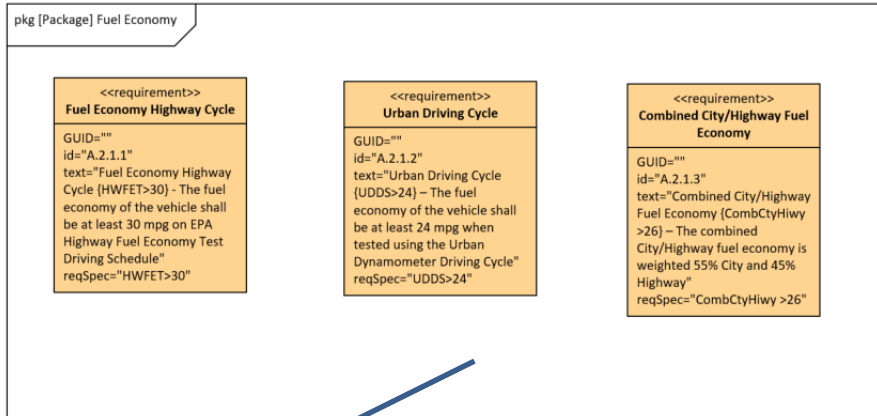 pkg [Package] Fuel Economy
<<requirement>>
Fuel Economy Highway Cycle
GUID=""
id="A.2.1.1"
text="Fuel Economy Highway
Cycle {HWFET>30} - The fuel
economy of the vehicle shall
be at least 30 mpg on EPA
Highway Fuel Economy Test
Driving Schedule"
reqSpec="HWFET>30"
<<requirement>>
Urban Driving Cycle
GUID=""
id="A.2.1.2"
text="Urban Driving Cycle
{UDDS>24} – The fuel
economy of the vehicle shall
be at least 24 mpg when
tested using the Urban
Dynamometer Driving Cycle"
reqSpec="UDDS>24"
<<requirement>>
Combined City/Highway Fuel
Economy
GUID=""
id="A.2.1.3"
text="Combined City/Highway
Fuel Economy {CombCtyHiwy
>26} – The combined
City/Highway fuel economy is
weighted 55% City and 45%
Highway"
reqSpec="CombCtyHiwy >26"